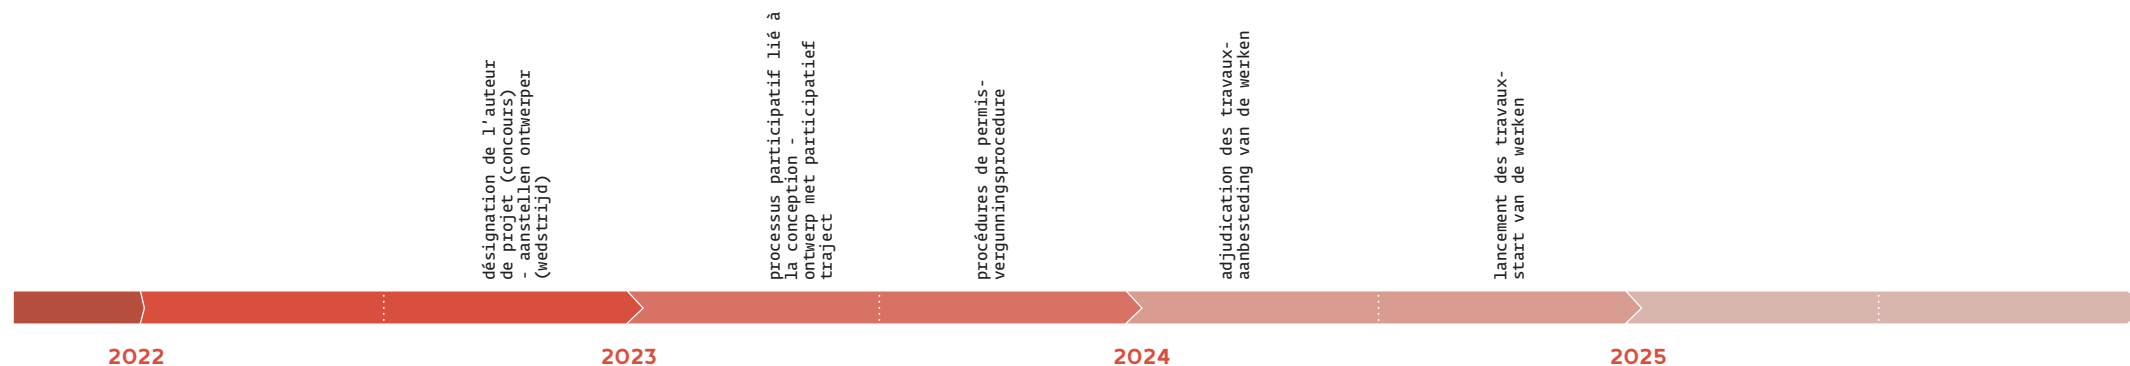 désignation de l'auteur
de projet (concours)
- aanstellen ontwerper
(wedstrijd)
processus participatif lié à
la conception -
ontwerp met participatief
traject
procédures de permis-
vergunningsprocedure
adjudication des travaux-
aanbesteding van de werken
lancement des travaux-
start van de werken
2022
2023
2024
2025